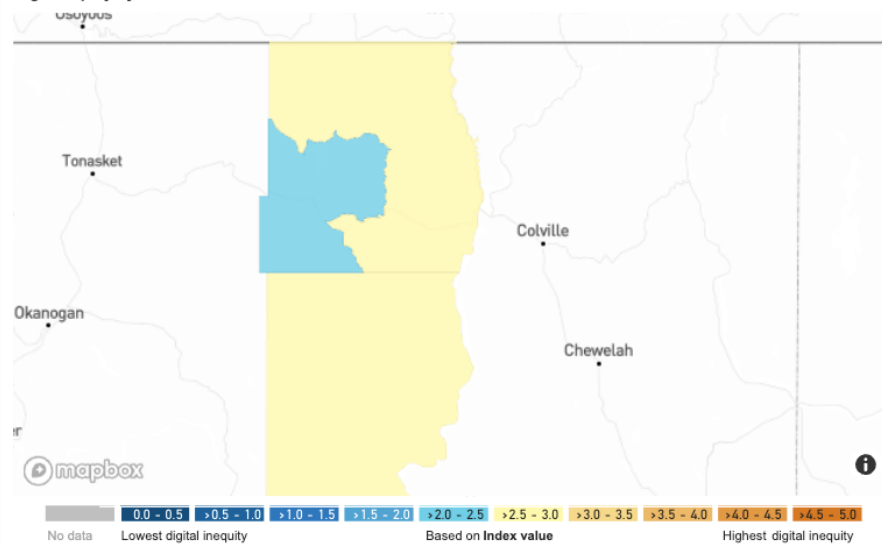 Osoyoos
Tonasket
Colville
Okanogan
Chewelah
er
mapbox
i
0.0 - 0.5 >0.5 - 1.0 >1.0 - 1.5 >1.5 - 2.0 >2.0 - 2.5 >2.5 - 3.0 >3.0 - 3.5 >3.5 - 4.0 >4.0 - 4.5 >4.5 - 5.0
No data Lowest digital inequity Based on Index value Highest digital inequity